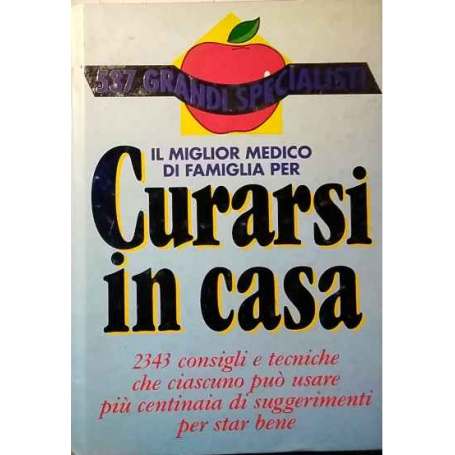 537 GRANDI SPECIALISTI
IL MIGLIOR MEDICO
DI FAMIGLIA PER
Curarsi
in casa
2343 consigli e tecniche
che ciascuno può usare
più centinaia di suggerimenti
per star bene